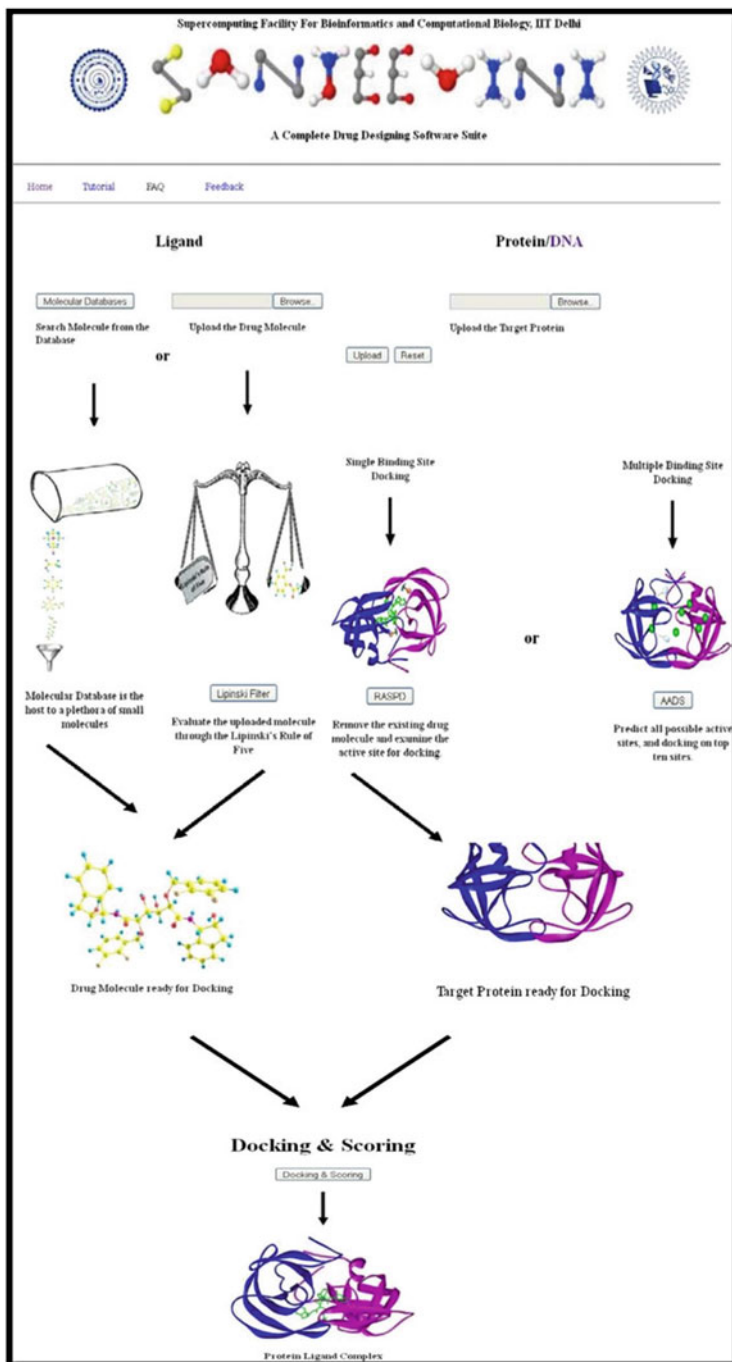 Supercomputing Facility For Bioinformatics and Computational Biology, IIT Delhi
SANJEEVINI
A Complete Drug Designing Software Suite
Home Tutorial FAQ Feedback
Ligand
Protein/DNA
Molecular Databases
Browse..
Browse..
Search Molecule from the
Database
or
Upload the Drug Molecule
Upload the Target Protein
Upload Reset
Single Binding Site
Docking
Multiple Binding Site
Docking
Lipinski's Rule
of Five
or
Molecular Database is the
host to a plethora of small
molecules
Lipinski Filter
Evaluate the uploaded molecule
through the Lipinski's Rule of
Five
RASPD
Remove the existing drug
molecule and examine the
active site for docking.
AADS
Predict all possible active
sites, and docking on top
ten sites.
Drug Molecule ready for Docking
Target Protein ready for Docking
Docking & Scoring
Docking & Scoring
Protein Ligand Complex